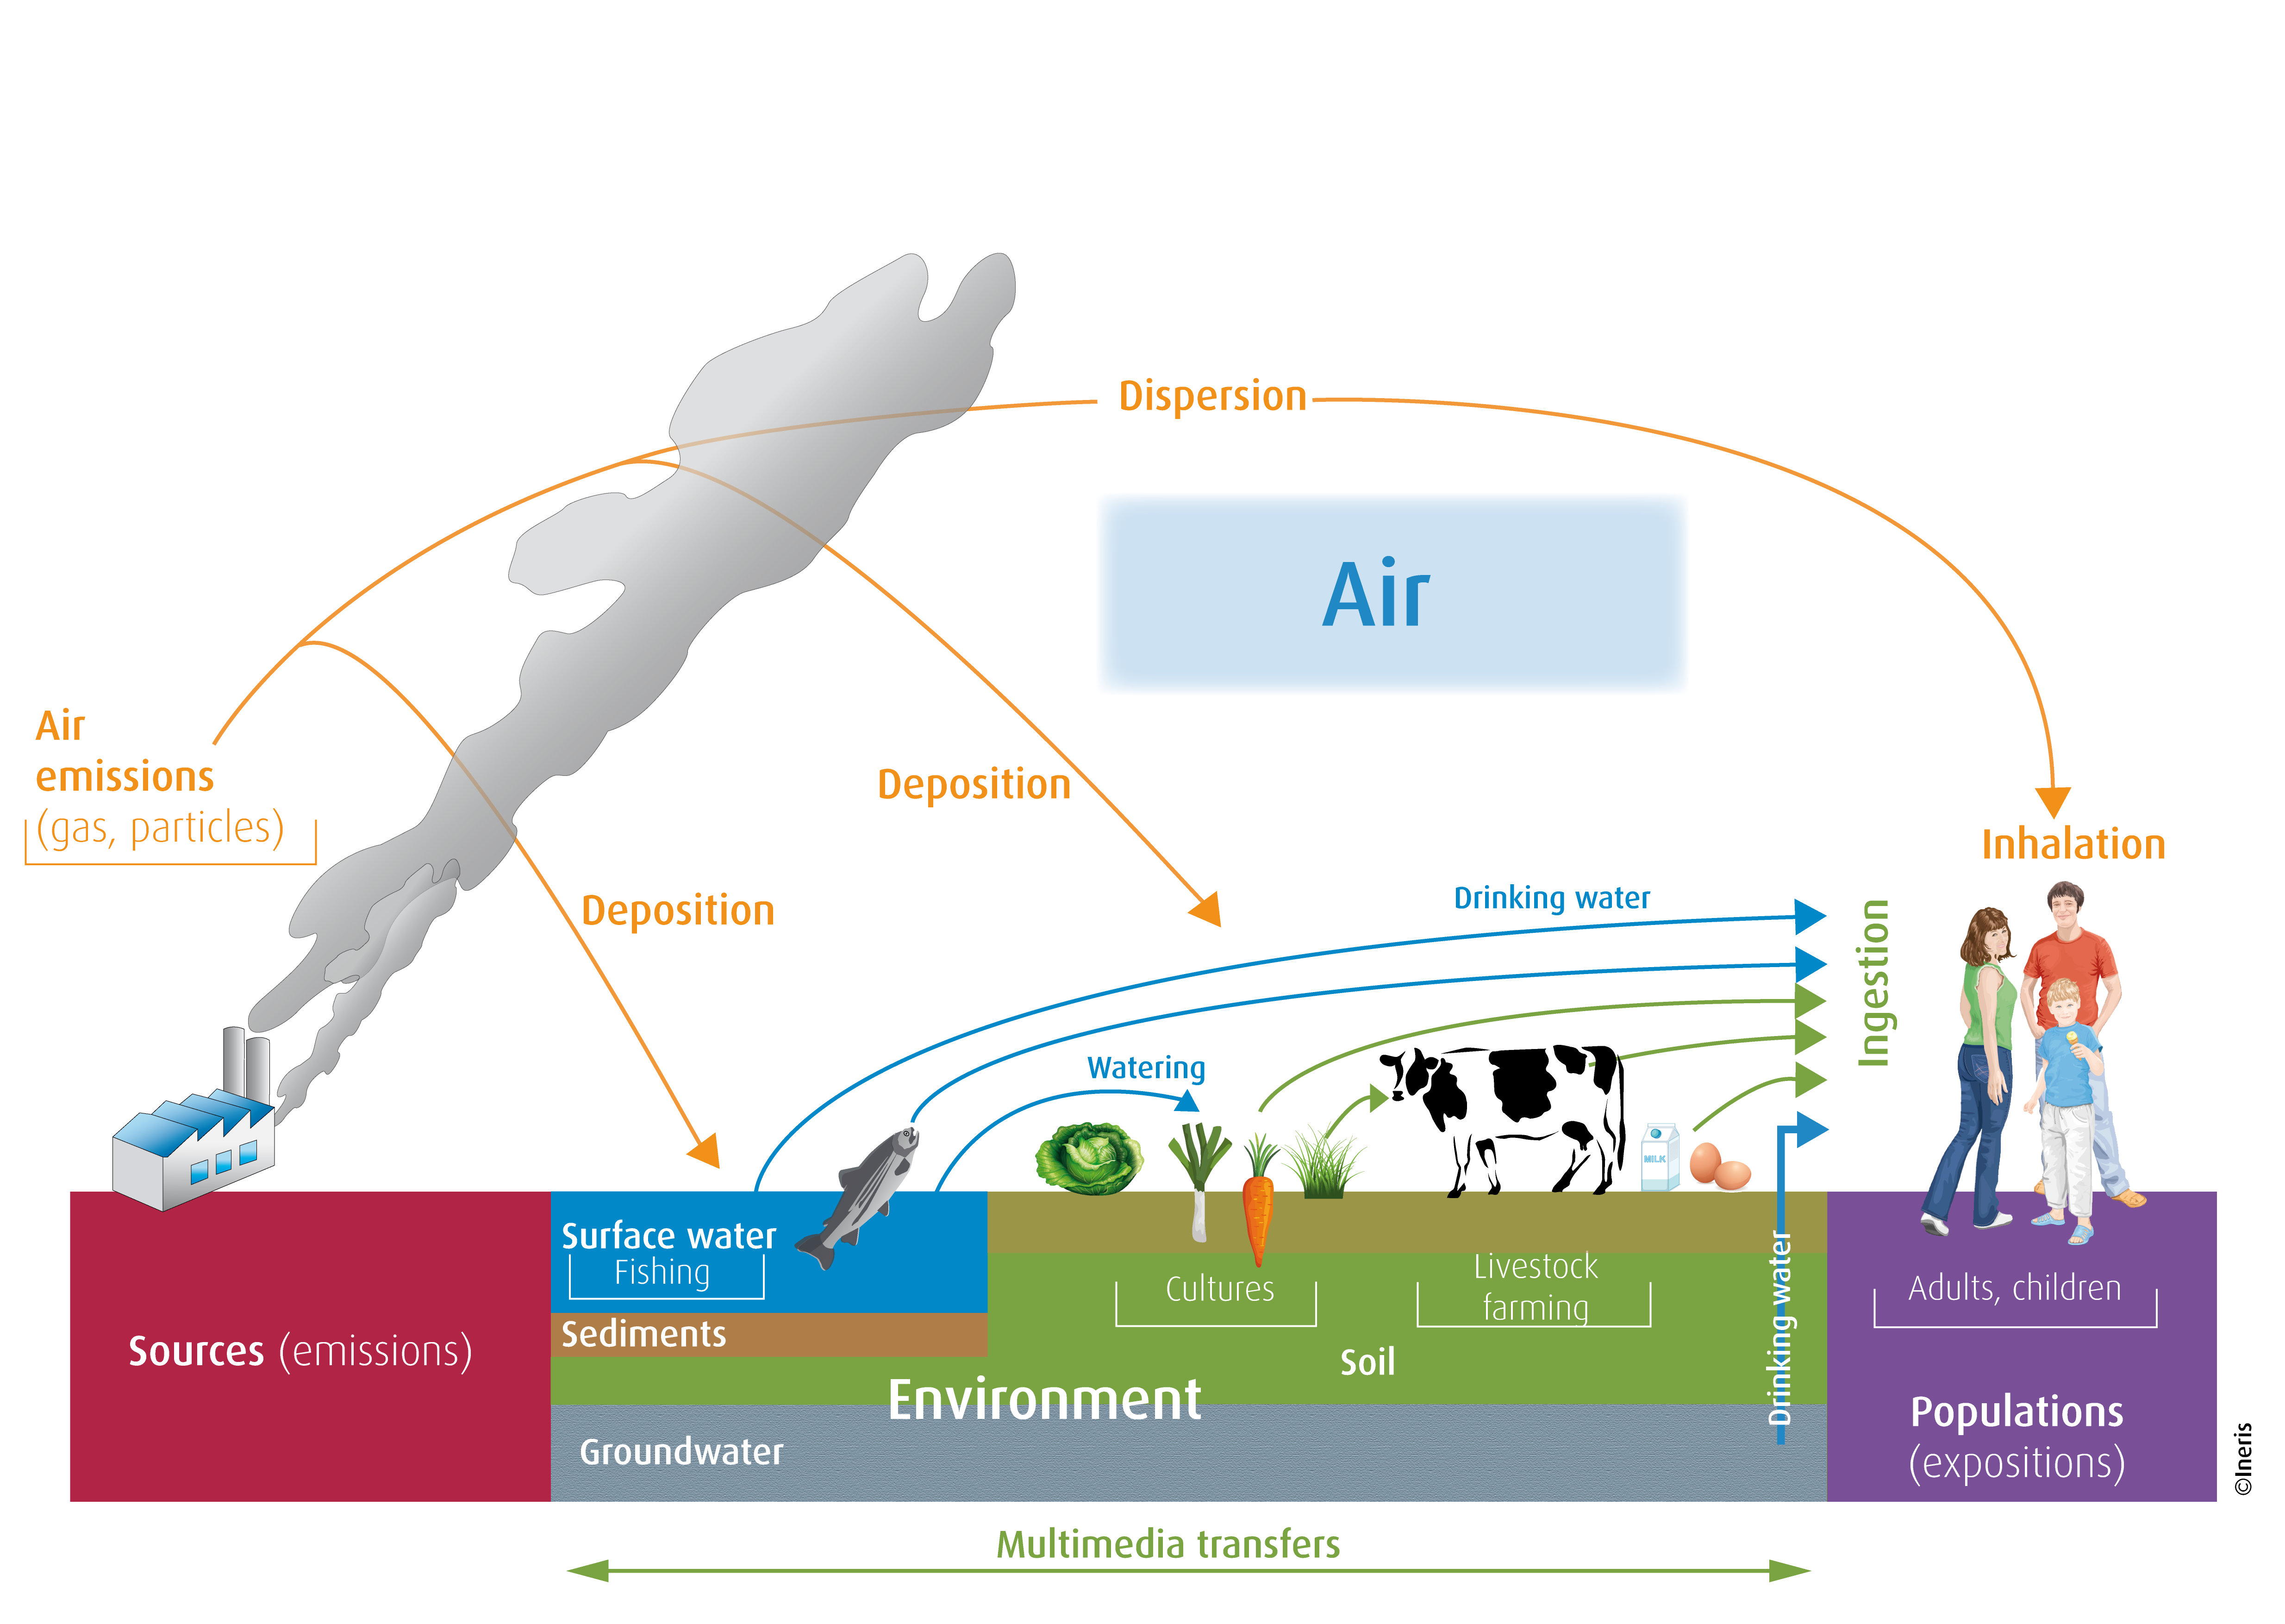 Dispersion
Air
Air
emissions
(gas, particles)
Deposition
Deposition
Inhalation
Drinking water
Ingestion
Watering
MILK
Surface water
Fishing
Sediments
Cultures
Livestock
farming
Soil
Environment
Groundwater
Drinking water
Sources (emissions)
Adults, children
Populations
(expositions)
Multimedia transfers
©Ineris